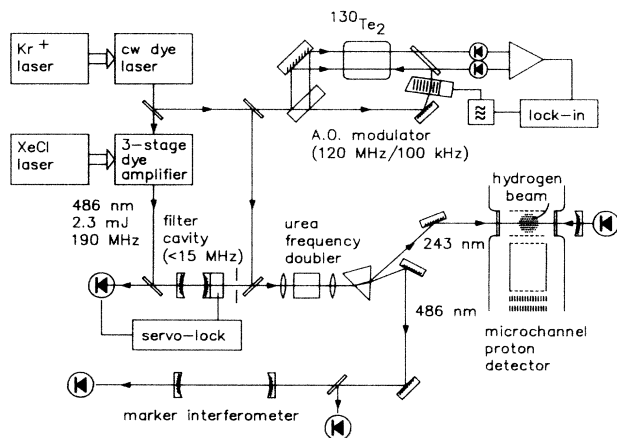 Kr+
laser
cw dye
laser
130Te2
lock-in
A.O. modulator
(120 MHz/100 kHz)
XeCl
laser
3-stage
dye
amplifier
486 nm
2.3 mJ
190 MHz
filter
cavity
(<15 MHz)
urea
frequency
doubler
hydrogen
beam
243 nm
486 nm
servo-lock
microchannel
proton
detector
marker interferometer